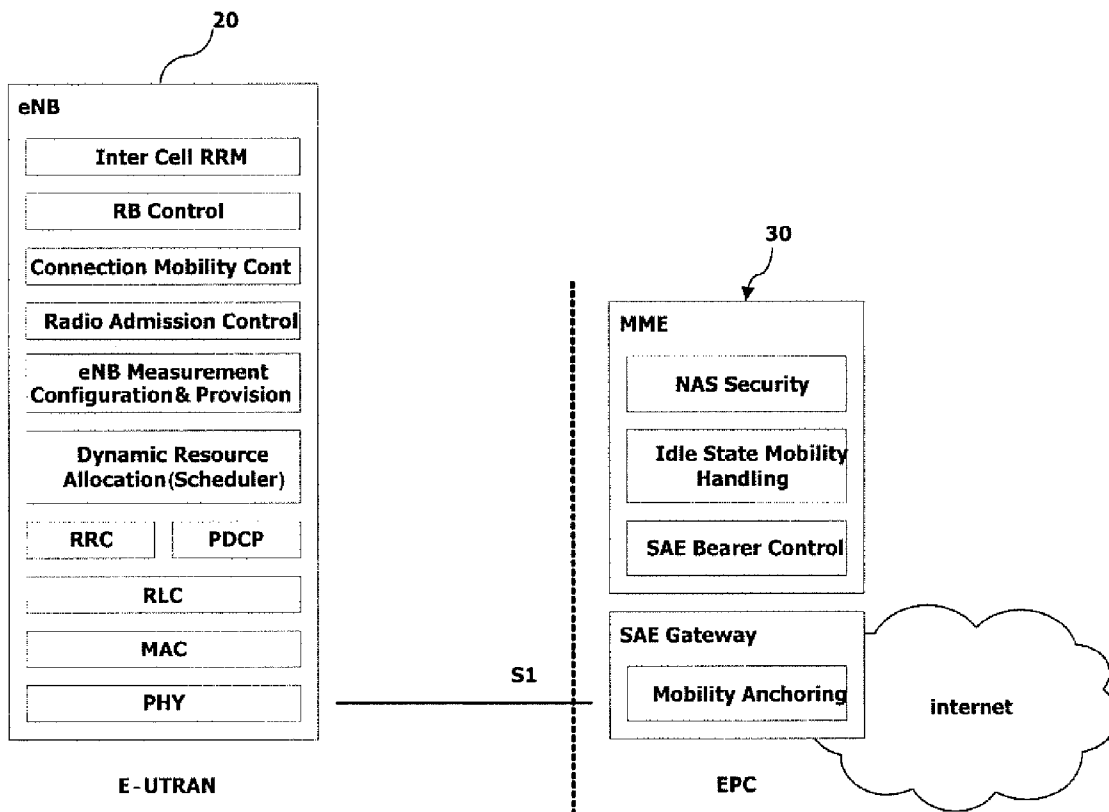 20
eNB
Inter Cell RRM
RB Control
Connection Mobility Cont
Radio Admission Control
eNB Measurement
Configuration & Provision
Dynamic Resource
Allocation(Scheduler)
RRC
PDCP
RLC
MAC
PHY
E-UTRAN
S1
30
MME
NAS Security
Idle State Mobility
Handling
SAE Bearer Control
SAE Gateway
Mobility Anchoring
EPC
internet